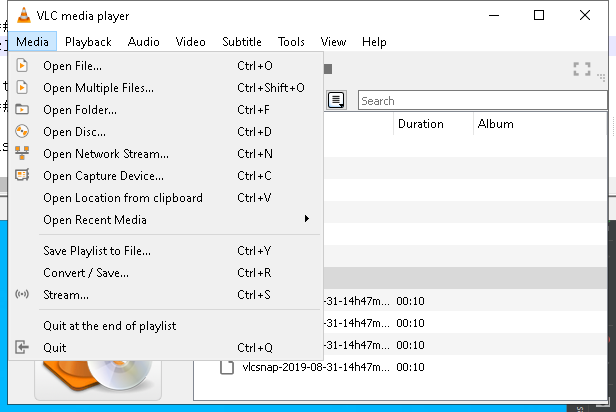 VLC media player
Media Playback Audio Video Subtitle Tools View Help
Open File... Ctrl+O
Open Multiple Files... Ctrl+Shift+O
Open Folder... Ctrl+F
Search
Open Disc... Ctrl+D
Duration Album
Open Network Stream... Ctrl+N
Open Capture Device... Ctrl+C
Open Location from clipboard Ctrl+V
Open Recent Media
Save Playlist to File... Ctrl+Y
Convert / Save... Ctrl+R
Stream... Ctrl+S
-31-14h47m... 00:10
Quit at the end of playlist
-31-14h47m... 00:10
Quit Ctrl+Q
-31-14h47m... 00:10
vlcsnap-2019-08-31-14h47m... 00:10